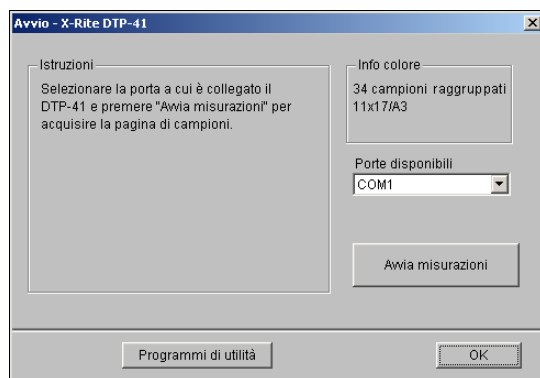 Avvio - X-Rite DTP-41
Istruzioni
Selezionare la porta a cui è collegato il
DTP-41 e premere "Avvia misurazioni" per
acquisire la pagina di campioni.
Info colore
34 campioni raggruppati
11x17/A3
Porte disponibili
COM1
Avvia misurazioni
Programmi di utilità
OK